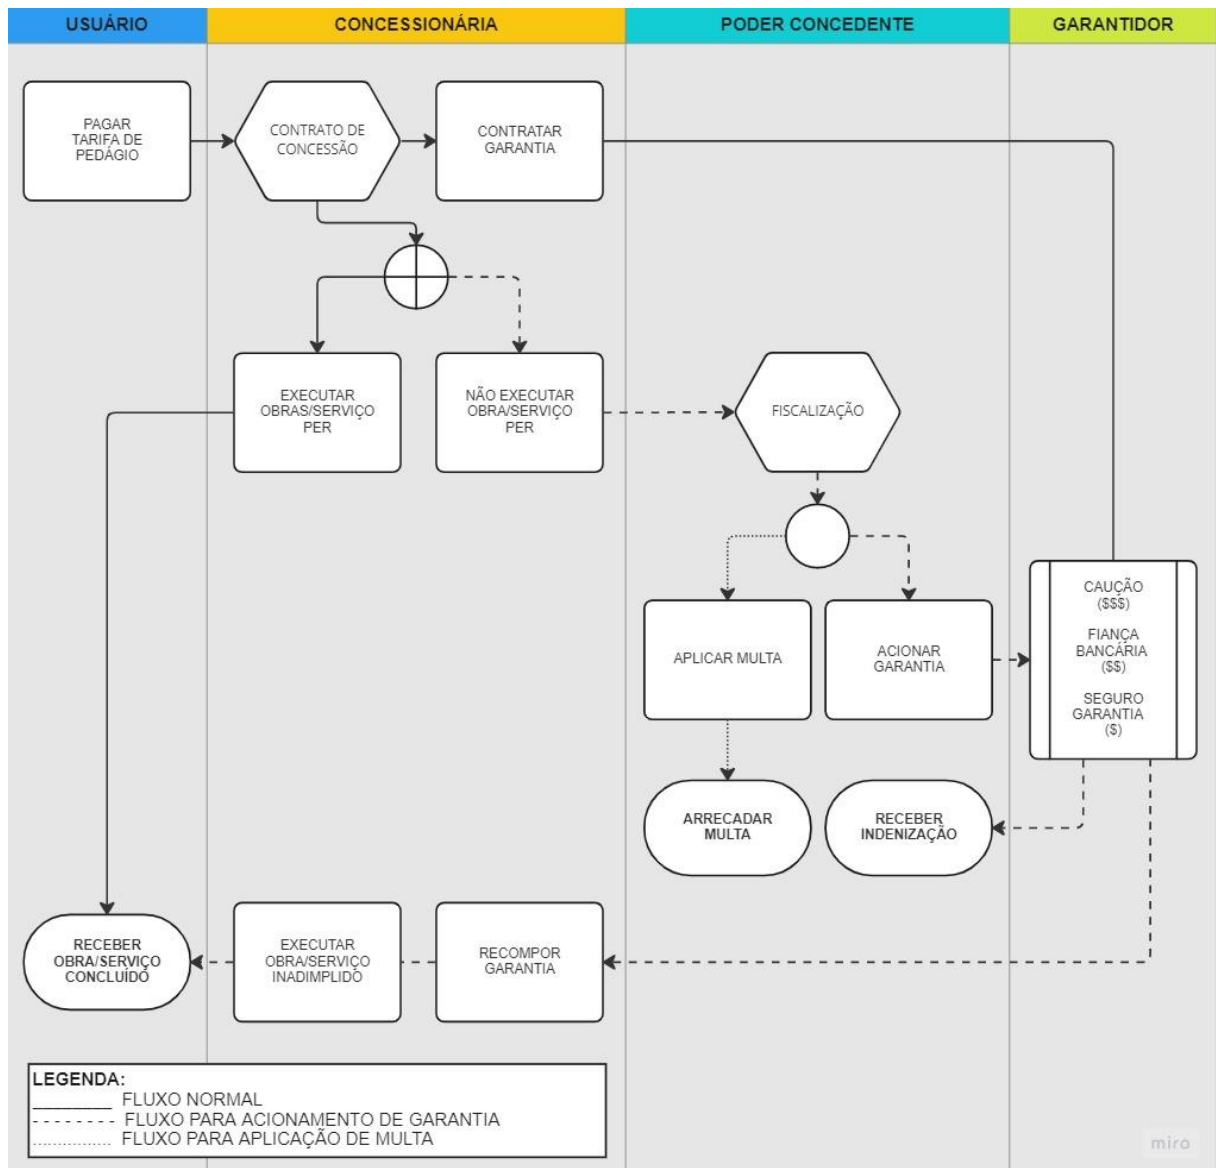 USUÁRIO
CONCESSIONÁRIA
PODER CONCEDENTE
GARANTIDOR
PAGAR
TARIFA DE
PEDÁGIO
CONTRATO DE
CONCESSÃO
CONTRATAR
GARANTIA
EXECUTAR
OBRAS/SERVIÇO
PER
NÃO EXECUTAR
OBRA/SERVIÇO
PER
FISCALIZAÇÃO
APLICAR MULTA
ACIONAR
GARANTIA
CAUÇÃO
($$$)
FIANÇA
BANCÁRIA
($$)
SEGURO
GARANTIA
($)
ARRECADAR
MULTA
RECEBER
INDENIZAÇÃO
RECEBER
OBRA/SERVIÇO
CONCLUÍDO
EXECUTAR
OBRA/SERVIÇO
INADIMPLIDO
RECOMPOR
GARANTIA
LEGENDA:
________ FLUXO NORMAL
- - - - - - - - FLUXO PARA ACIONAMENTO DE GARANTIA
................ FLUXO PARA APLICAÇÃO DE MULTA
miro